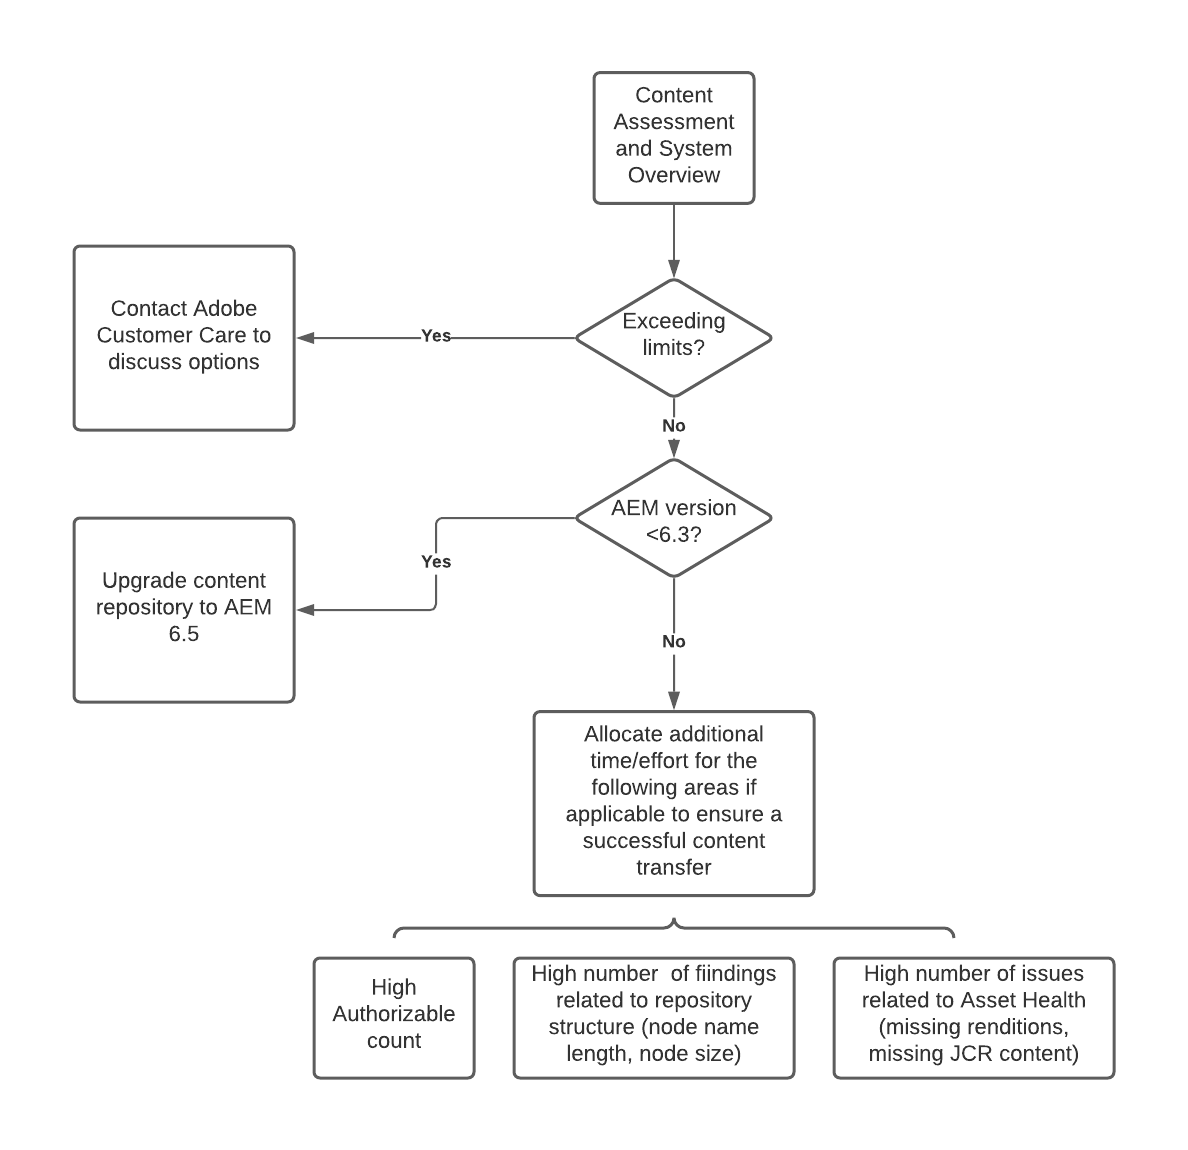 Content
Assessment
and System
Overview
Exceeding
limits?
Yes
Contact Adobe
Customer Care to
discuss options
No
AEM version
<6.3?
Yes
Upgrade content
repository to AEM
6.5
No
Allocate additional
time/effort for the
following areas if
applicable to ensure a
successful content
transfer
High
Authorizable
count
High number  of fiindings
related to repository
structure (node name
length, node size)
High number of issues
related to Asset Health
(missing renditions,
missing JCR content)